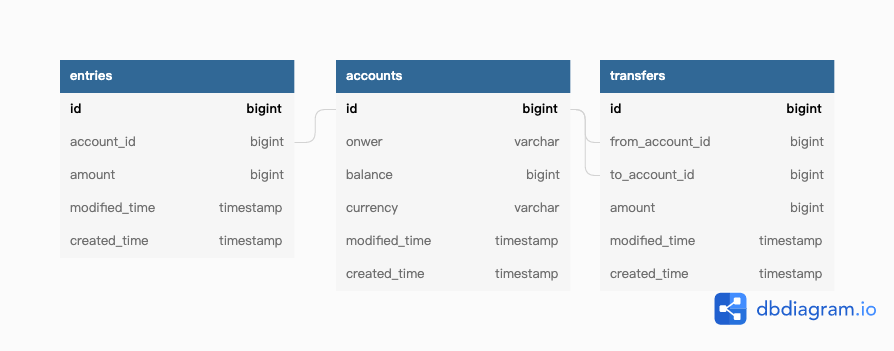 entries
id bigint
account_id bigint
amount bigint
modified_time timestamp
created_time timestamp
accounts
id bigint
onwer varchar
balance bigint
currency varchar
modified_time timestamp
created_time timestamp
transfers
id bigint
from_account_id bigint
to_account_id bigint
amount bigint
modified_time timestamp
created_time timestamp
dbdiagram.io